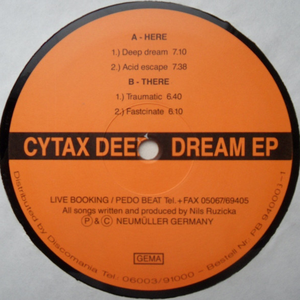 A - HERE
1.) Deep dream 7.10
2.) Acid escape 7.38
B - THERE
1.) Traumatic 6.40
2.) Fastcinate 6.10
CYTAX DEEP DREAM EP
LIVE BOOKING / PEDO BEAT Tel. + FAX 05067/69405
All songs written and produced by Nils Ruzicka
Ⓟ & Ⓒ NEUMÜLLER GERMANY
GEMA
Distributed by Discomania Tel.: 06003/91000 - Bestell Nr. PB 94000J-1